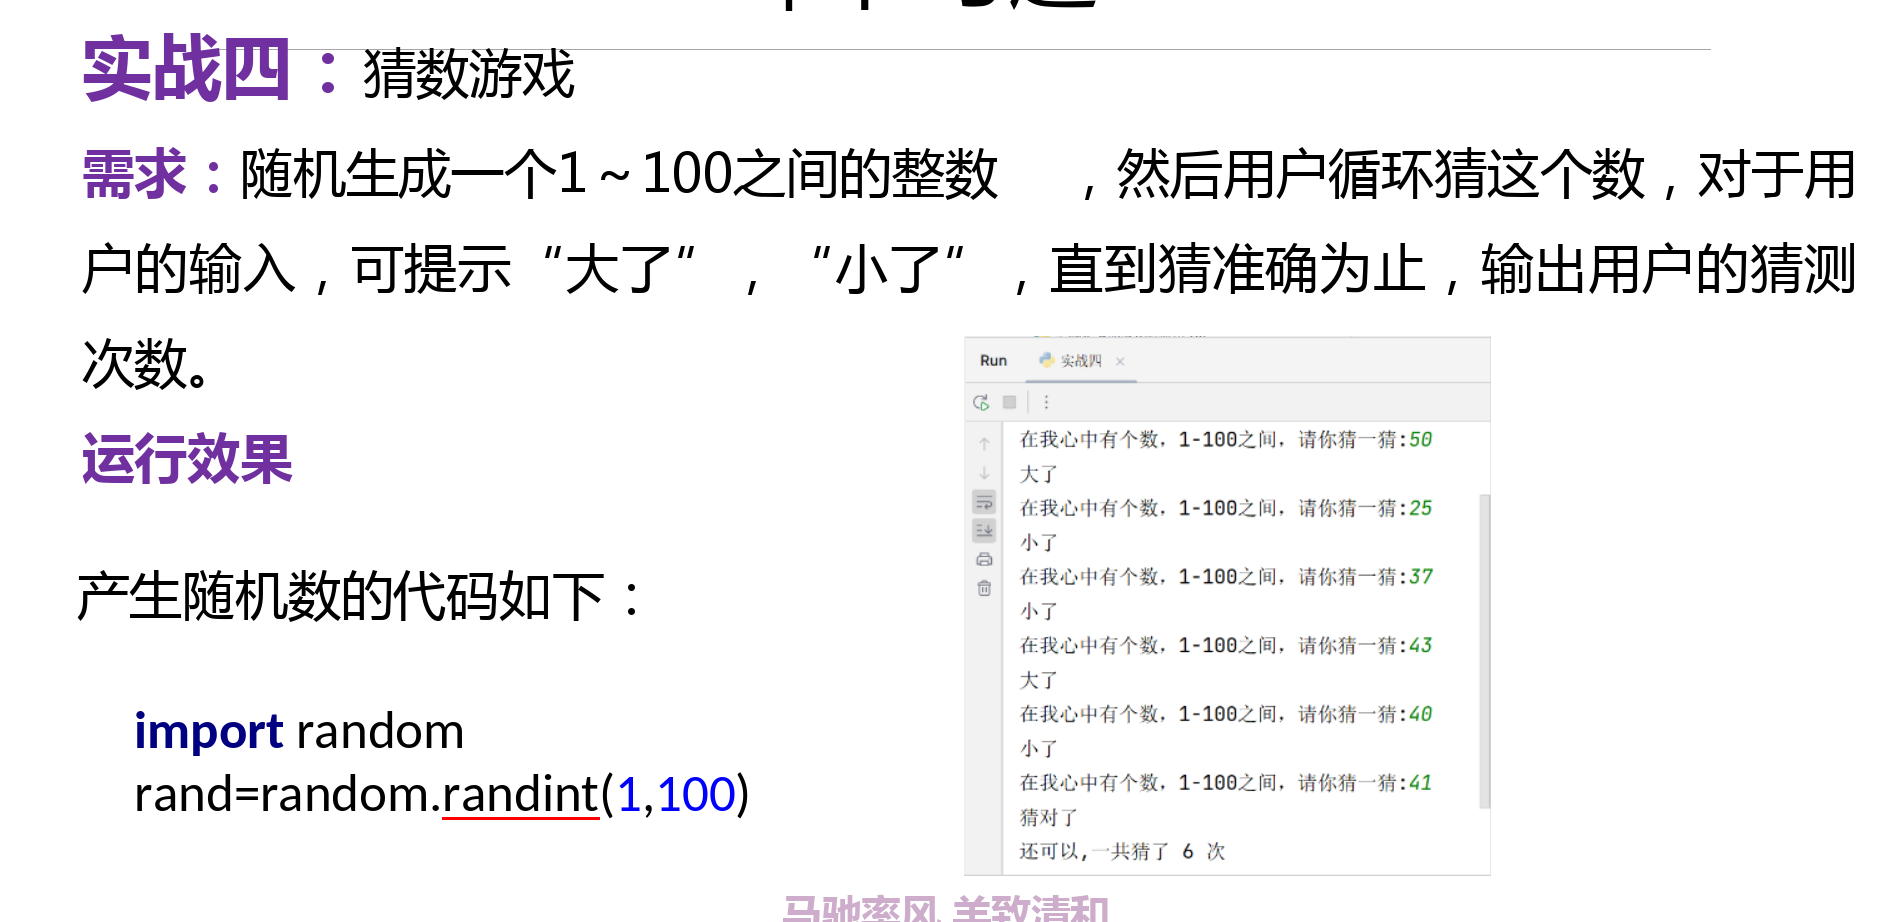 实战四：猜数游戏
需求：随机生成一个1～100之间的整数 ，然后用户循环猜这个数，对于用
户的输入，可提示“大了”，“小了”，直到猜准确为止，输出用户的猜测
次数。
运行效果
产生随机数的代码如下：
import random
rand=random.randint(1,100)
Run 实战四 ×
在我心中有个数，1-100之间，请你猜一猜:50
大了
在我心中有个数，1-100之间，请你猜一猜:25
小了
在我心中有个数，1-100之间，请你猜一猜:37
小了
在我心中有个数，1-100之间，请你猜一猜:43
大了
在我心中有个数，1-100之间，请你猜一猜:40
小了
在我心中有个数，1-100之间，请你猜一猜:41
猜对了
还可以,一共猜了 6 次
马驰率风 美致清和